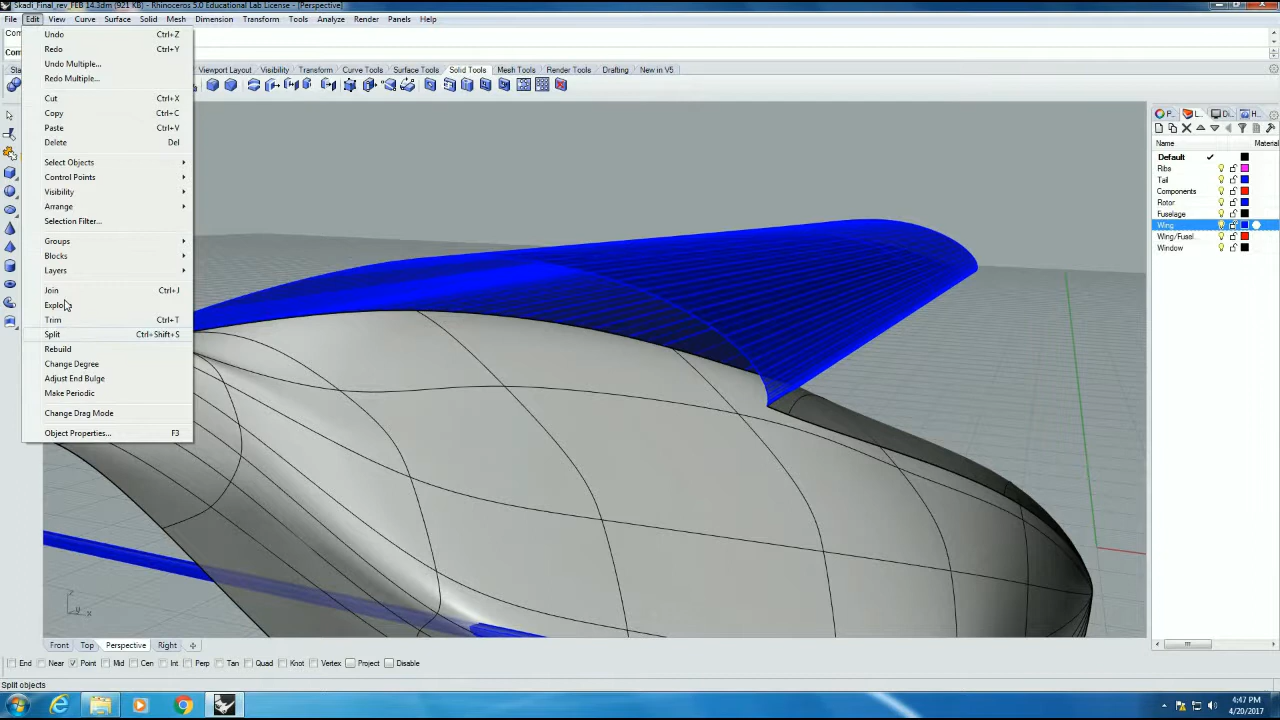 Skadi_Final_rev_FEB 14.3dm (921 KB) - Rhinoceros 5.0 Educational Lab License - [Perspective]
File Edit View Curve Surface Solid Mesh Dimension Transform Tools Analyze Render Panels Help
Viewport Layout Visibility Transform Curve Tools Surface Tools Solid Tools Mesh Tools Render Tools Drafting New in V5
Undo Ctrl+Z
Redo Ctrl+Y
Undo Multiple...
Redo Multiple...
Cut Ctrl+X
Copy Ctrl+C
Paste Ctrl+V
Delete Del
Select Objects
Control Points
Visibility
Arrange
Selection Filter...
Groups
Blocks
Layers
Join Ctrl+J
Explode
Trim Ctrl+T
Split Ctrl+Shift+S
Rebuild
Change Degree
Adjust End Bulge
Make Periodic
Change Drag Mode
Object Properties... F3
P... L... Di... H...
Name Material
Default
Ribs
Tail
Components
Rotor
Fuselage
Wing
Wing/Fusel...
Window
z
y x
Front Top Perspective Right
End Near Point Mid Cen Int Perp Tan Quad Knot Vertex Project Disable
Split objects
4:47 PM
4/20/2017